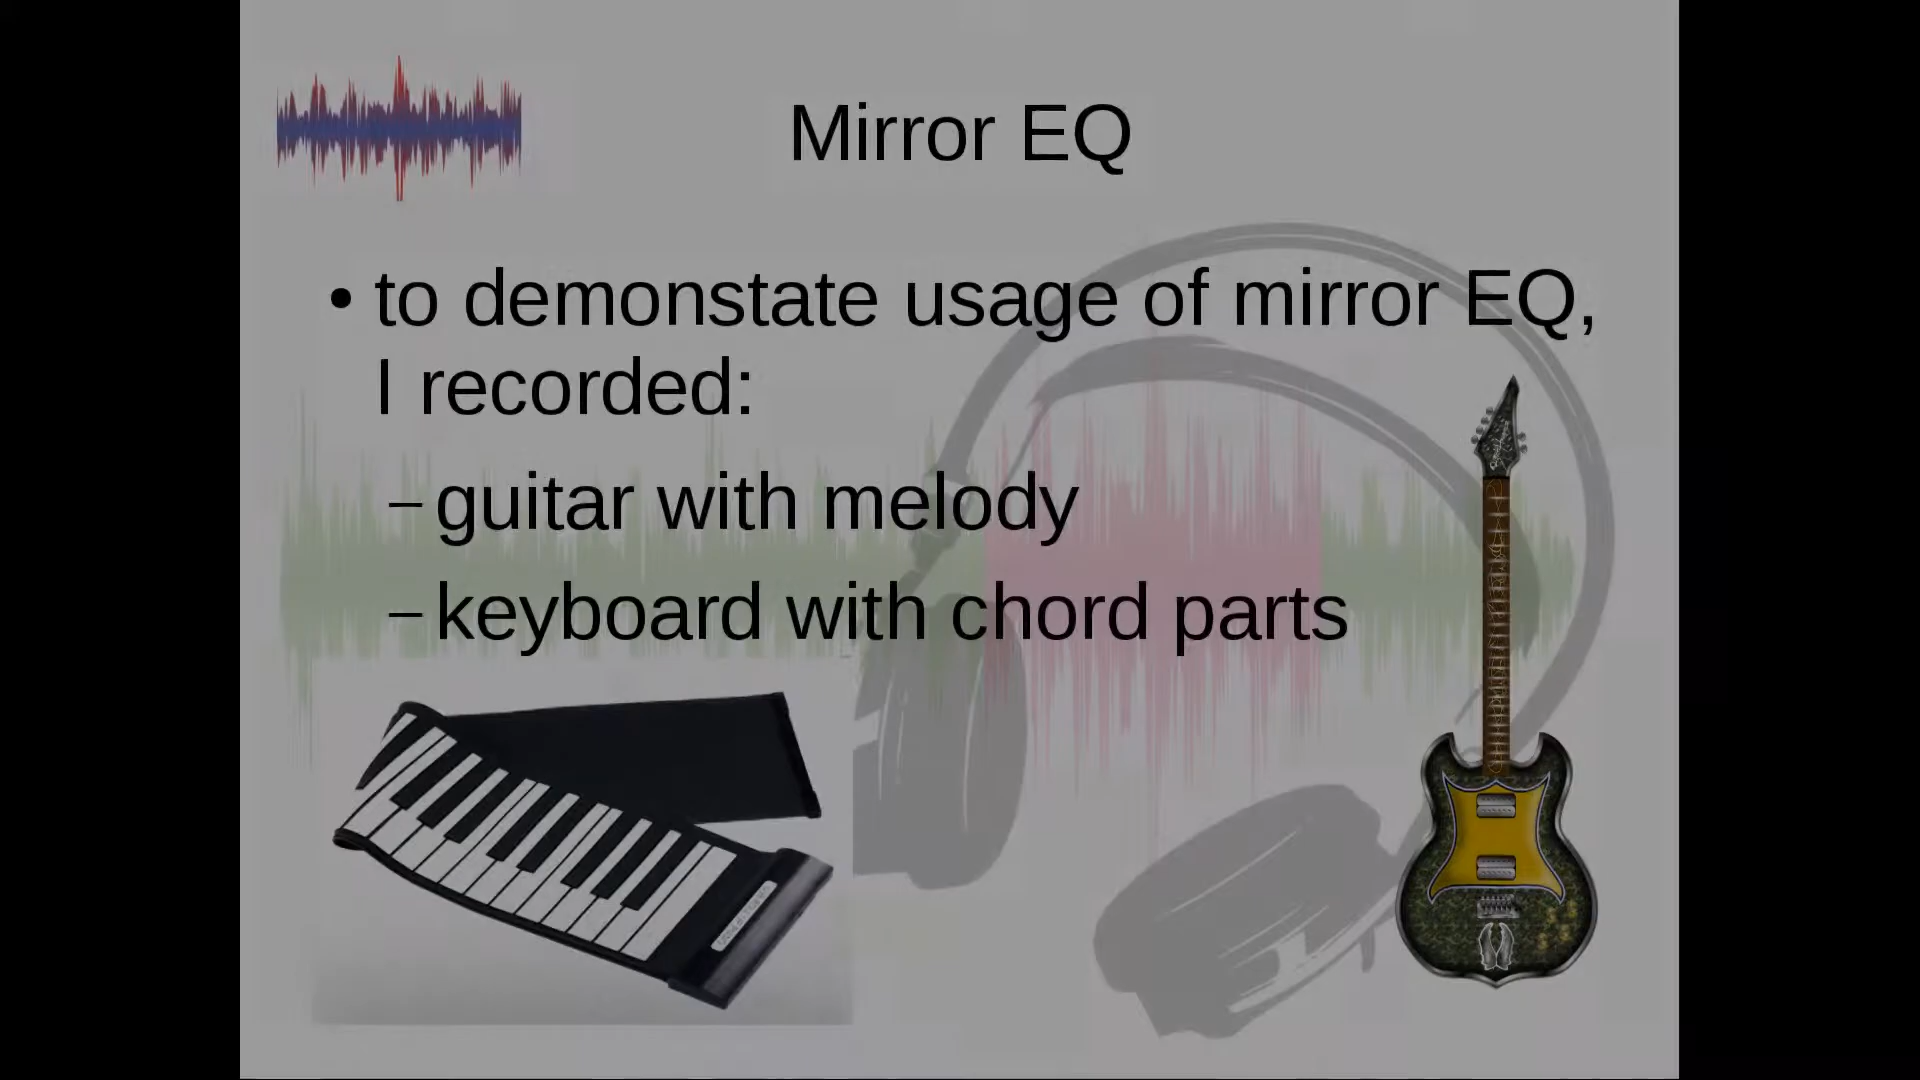 Mirror EQ
• to demonstate usage of mirror EQ,
I recorded:
– guitar with melody
– keyboard with chord parts